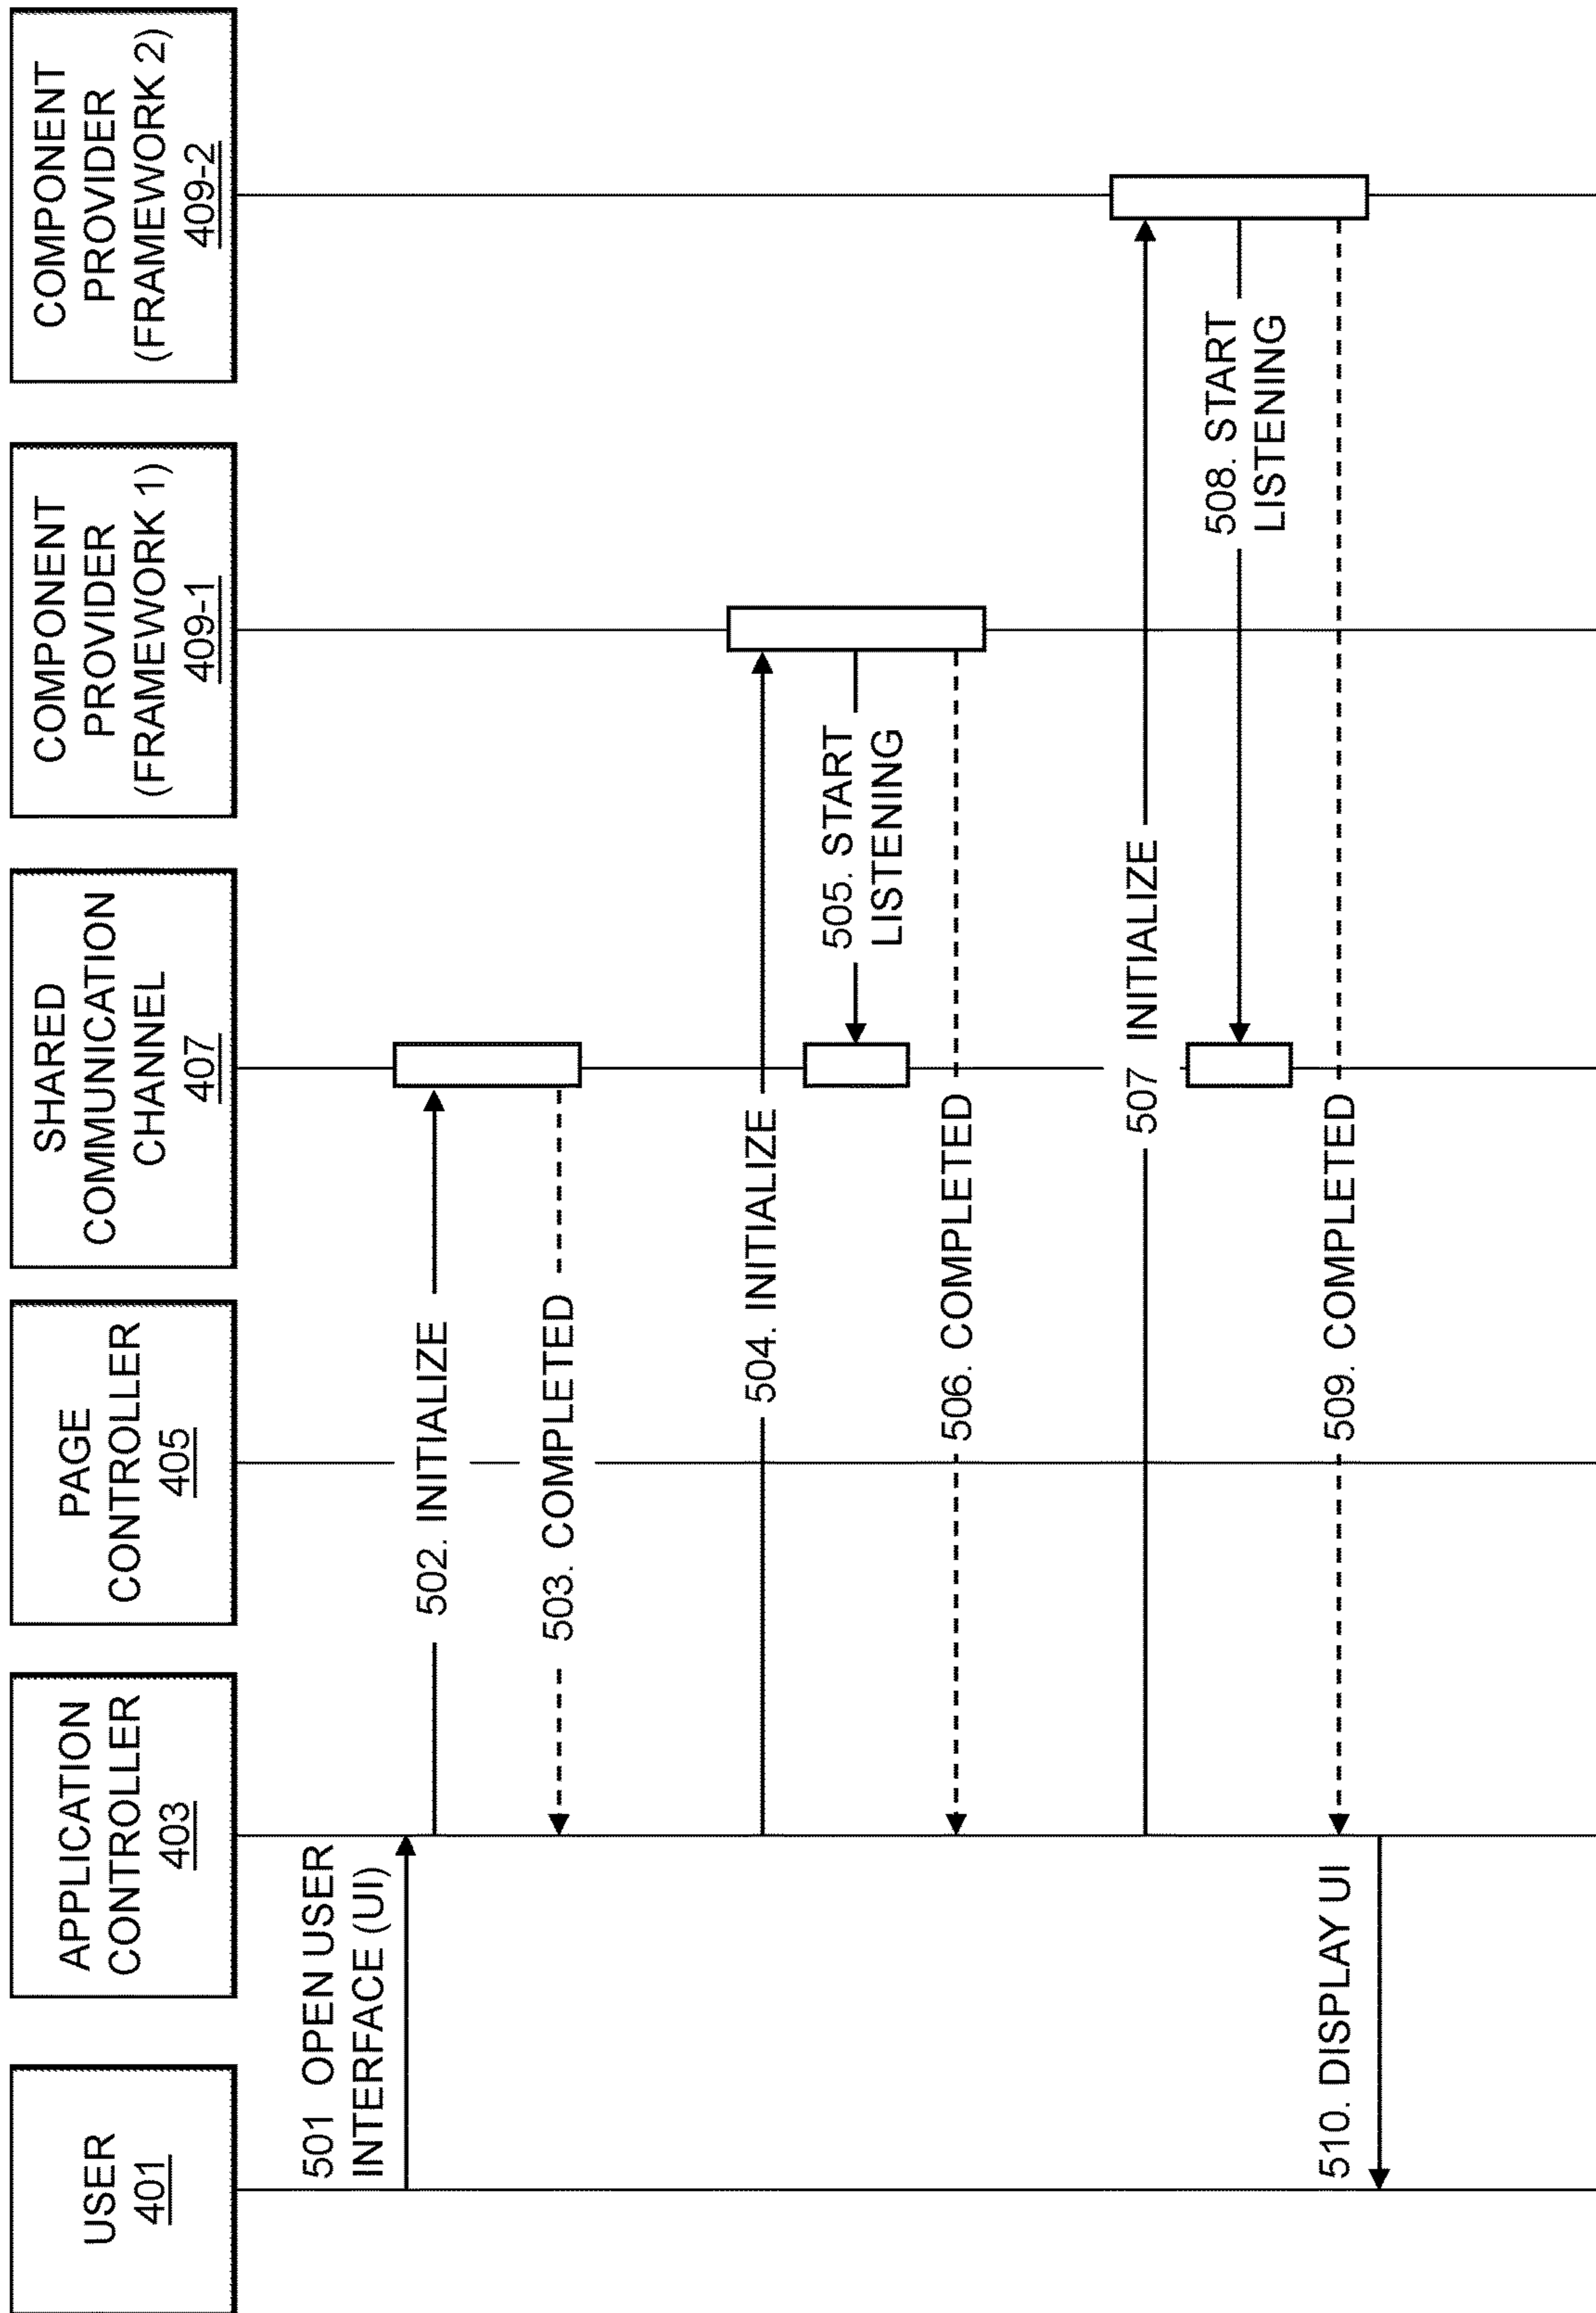 USER
401
APPLICATION
CONTROLLER
403
PAGE
CONTROLLER
405
SHARED
COMMUNICATION
CHANNEL
407
COMPONENT
PROVIDER
(FRAMEWORK 1)
409-1
COMPONENT
PROVIDER
(FRAMEWORK 2)
409-2
501 OPEN USER
INTERFACE (UI)
502. INITIALIZE
503. COMPLETED
504. INITIALIZE
505. START
LISTENING
506. COMPLETED
507 INITIALIZE
508. START
LISTENING
509. COMPLETED
510. DISPLAY UI